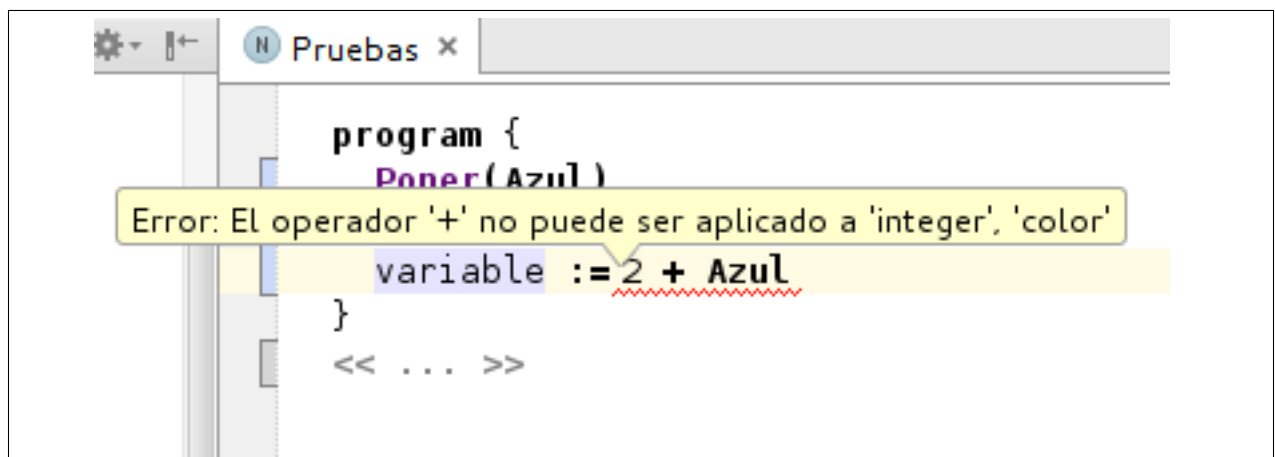 N Pruebas ×
program {
Poner(Azul)
Error: El operador '+' no puede ser aplicado a 'integer', 'color'
variable := 2 + Azul
}
<< ... >>